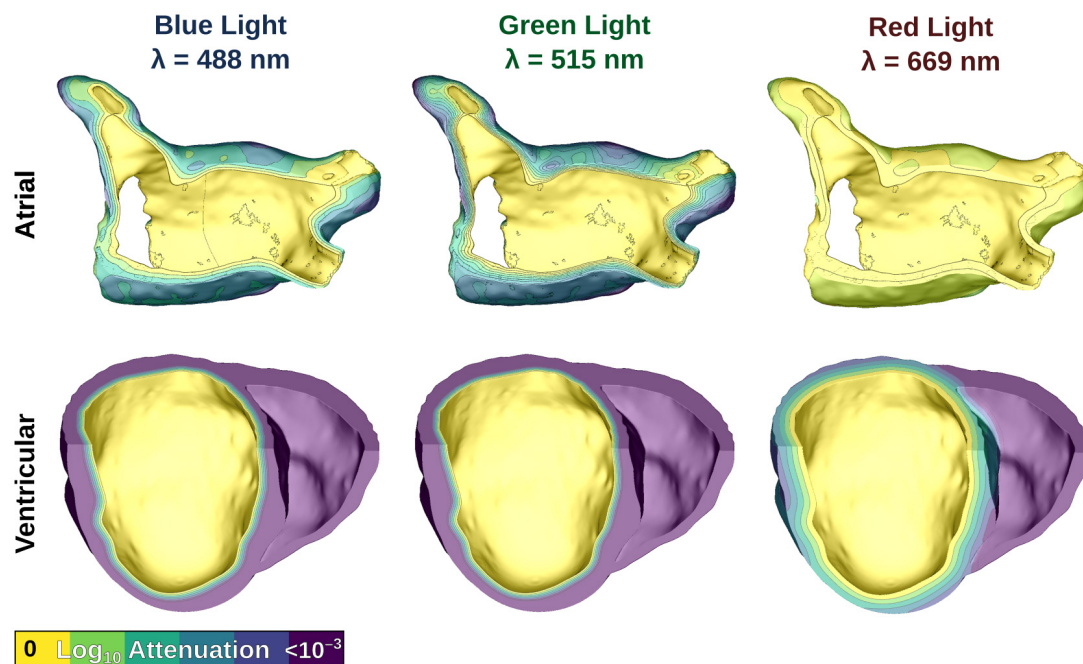 Blue Light
λ = 488 nm
Green Light
λ = 515 nm
Red Light
λ = 669 nm
Atrial
Ventricular
0 Log₁₀ Attenuation <10⁻³